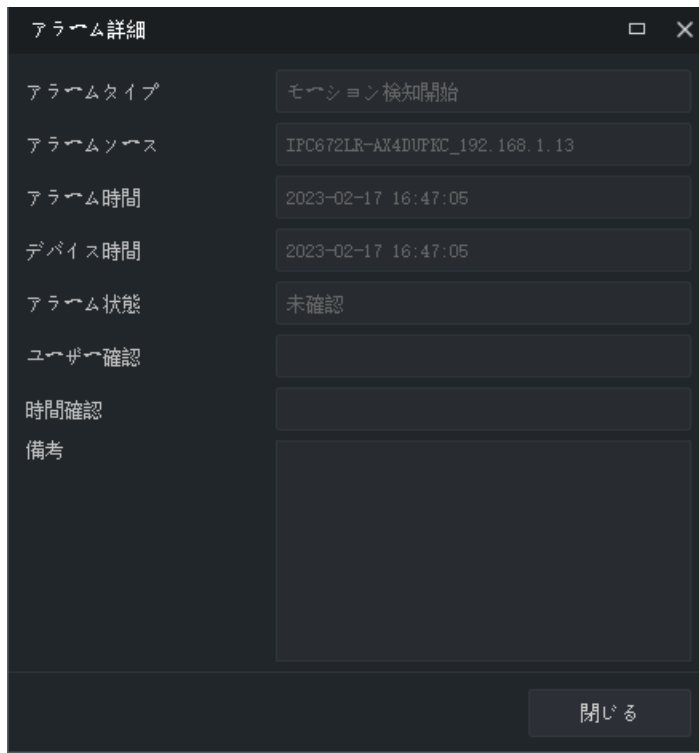 アラーム詳細
アラームタイプ モーション検知開始
アラームソース IPC672LR-AX4DUPKC_192.168.1.13
アラーム時間 2023-02-17 16:47:05
デバイス時間 2023-02-17 16:47:05
アラーム状態 未確認
ユーザー確認
時間確認
備考
閉じる